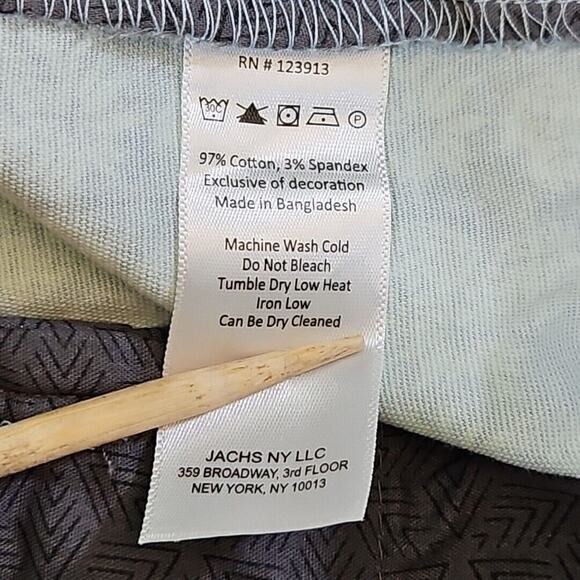 RN # 123913
30C P
97% Cotton, 3% Spandex
Exclusive of decoration
Made in Bangladesh
Machine Wash Cold
Do Not Bleach
Tumble Dry Low Heat
Iron Low
Can Be Dry Cleaned
JACHS NY LLC
359 BROADWAY, 3rd FLOOR
NEW YORK, NY 10013